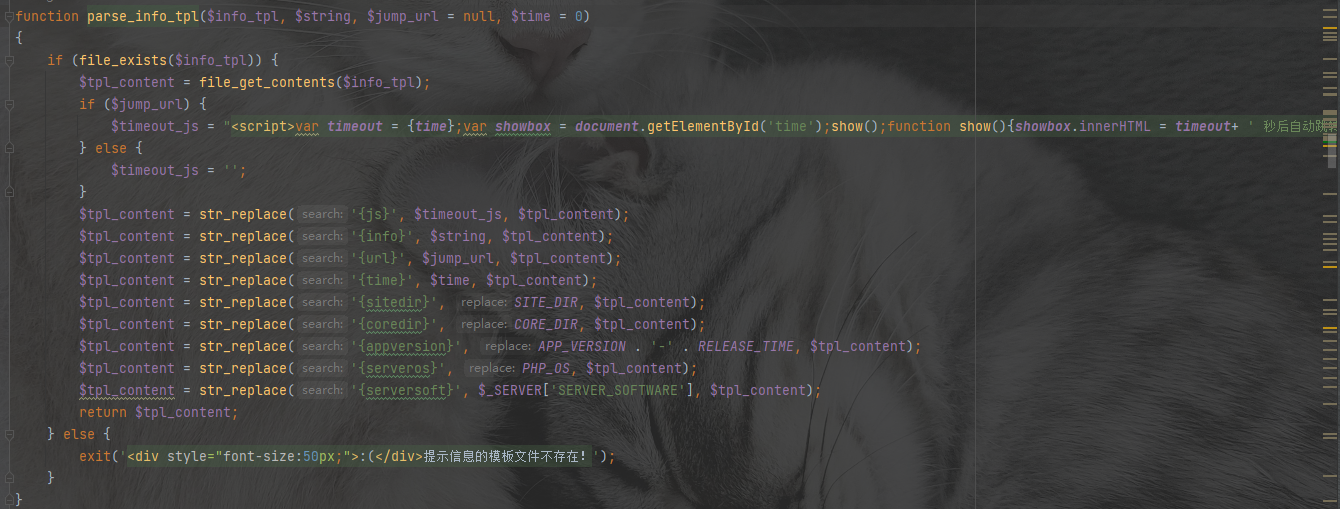 function parse_info_tpl($info_tpl, $string, $jump_url = null, $time = 0)
{
if (file_exists($info_tpl)) {
$tpl_content = file_get_contents($info_tpl);
if ($jump_url) {
$timeout_js = "<script>var timeout = {time};var showbox = document.getElementById('time');show();function show(){showbox.innerHTML = timeout+ ' 秒后自动跳
} else {
$timeout_js = '';
}
$tpl_content = str_replace( search: '{js}', $timeout_js, $tpl_content);
$tpl_content = str_replace( search: '{info}', $string, $tpl_content);
$tpl_content = str_replace( search: '{url}', $jump_url, $tpl_content);
$tpl_content = str_replace( search: '{time}', $time, $tpl_content);
$tpl_content = str_replace( search: '{sitedir}', replace: SITE_DIR, $tpl_content);
$tpl_content = str_replace( search: '{coredir}', replace: CORE_DIR, $tpl_content);
$tpl_content = str_replace( search: '{appversion}', replace: APP_VERSION . '-' . RELEASE_TIME, $tpl_content);
$tpl_content = str_replace( search: '{serveros}', replace: PHP_OS, $tpl_content);
$tpl_content = str_replace( search: '{serversoft}', $_SERVER['SERVER_SOFTWARE'], $tpl_content);
return $tpl_content;
} else {
exit('<div style="font-size:50px;">:(</div>提示信息的模板文件不存在！');
}
}